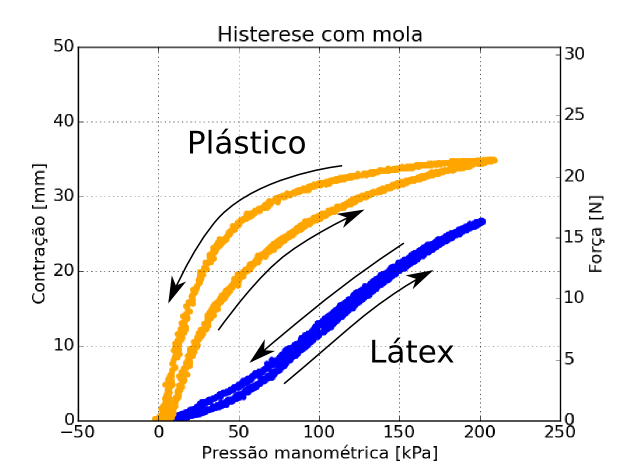 Histerese com mola
50
40
30
20
10
0
Contração [mm]
30
25
20
15
10
5
0
Força [N]
Plástico
Látex
−50 0 50 100 150 200 250
Pressão manométrica [kPa]